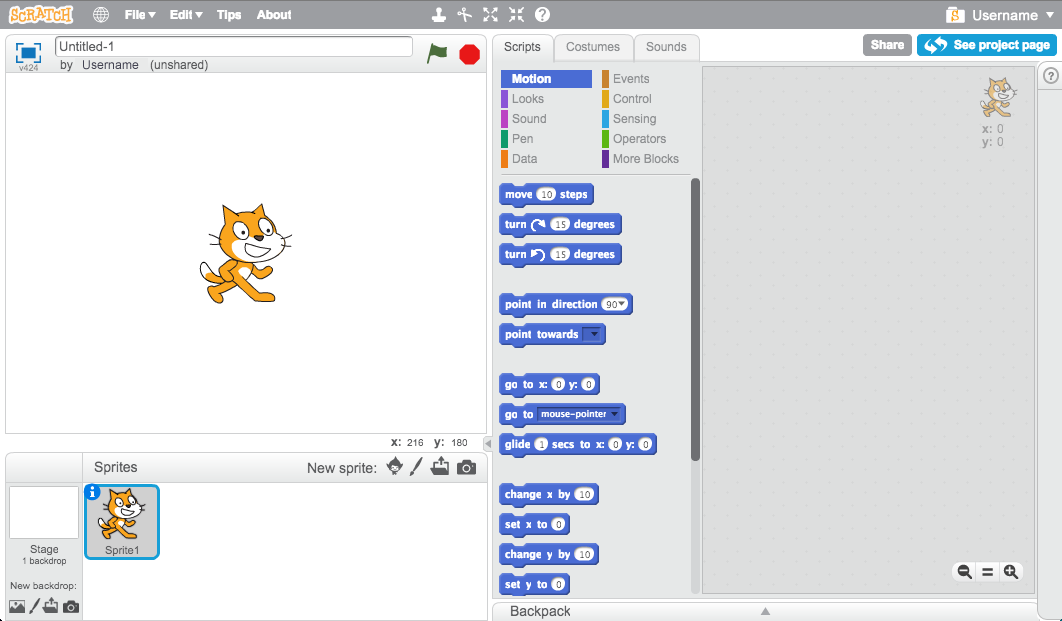 SCRATCH File Edit Tips About Username
v424
Untitled-1
by Username (unshared)
Scripts Costumes Sounds
Share See project page
Motion Events
Looks Control
Sound Sensing
Pen Operators
Data More Blocks
x: 0
y: 0
move 10 steps
turn 15 degrees
turn 15 degrees
point in direction 90
point towards
go to x: 0 y: 0
go to mouse-pointer
glide 1 secs to x: 0 y: 0
change x by 10
set x to 0
change y by 10
set y to 0
x: 216 y: 180
Sprites New sprite:
Sprite1
Stage
1 backdrop
New backdrop:
Backpack